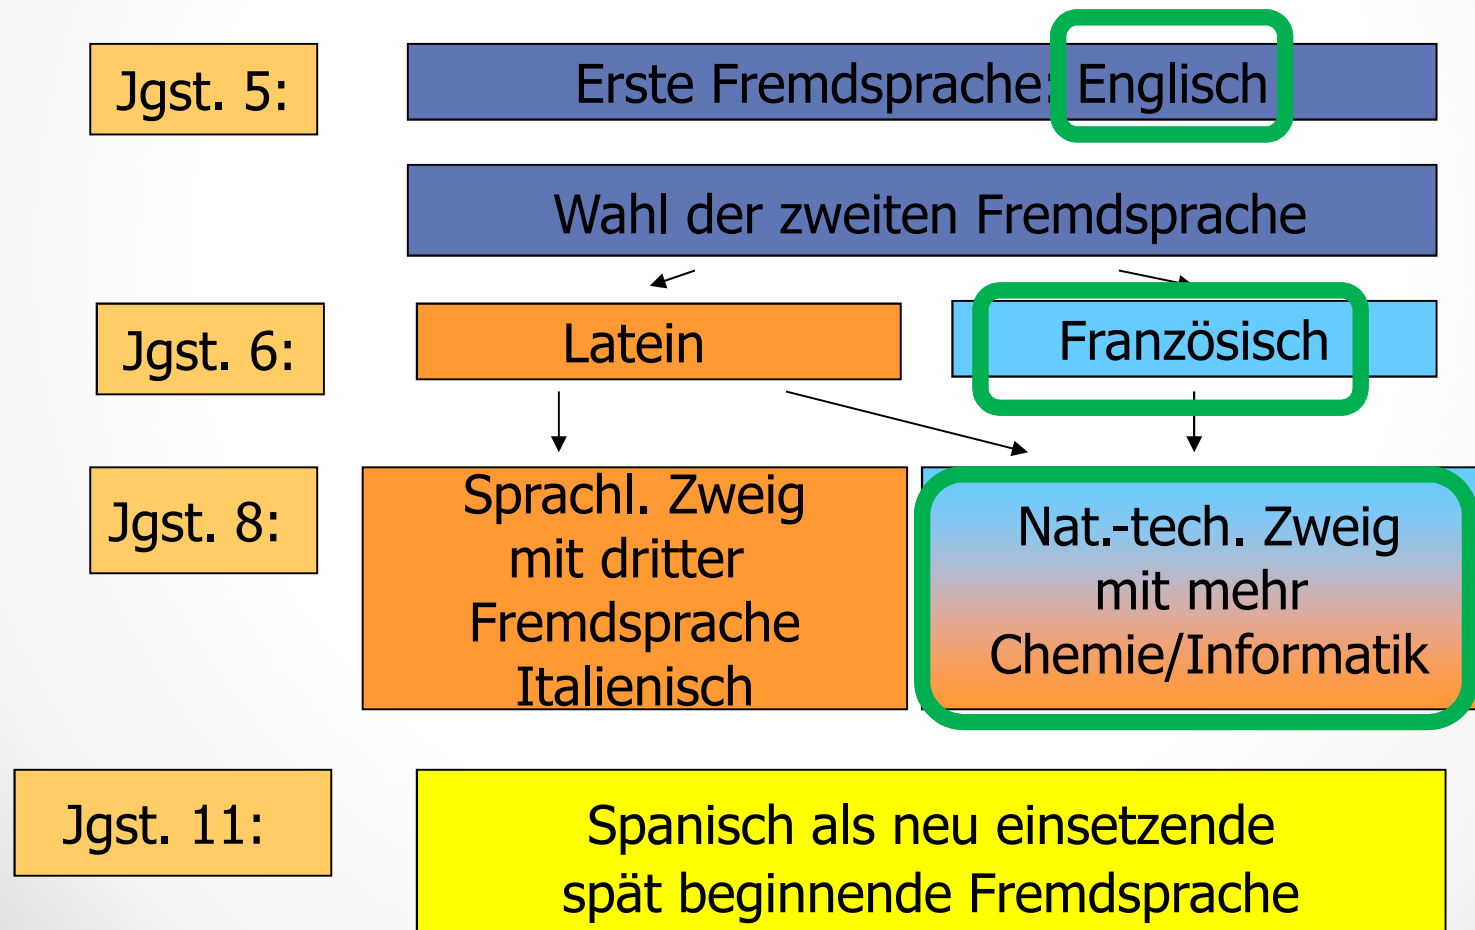 Jgst. 5:
Erste Fremdsprache: Englisch
Wahl der zweiten Fremdsprache
Jgst. 6:
Latein
Französisch
Jgst. 8:
Sprachl. Zweig
mit dritter
Fremdsprache
Italienisch
Nat.-tech. Zweig
mit mehr
Chemie/Informatik
Jgst. 11:
Spanisch als neu einsetzende
spät beginnende Fremdsprache